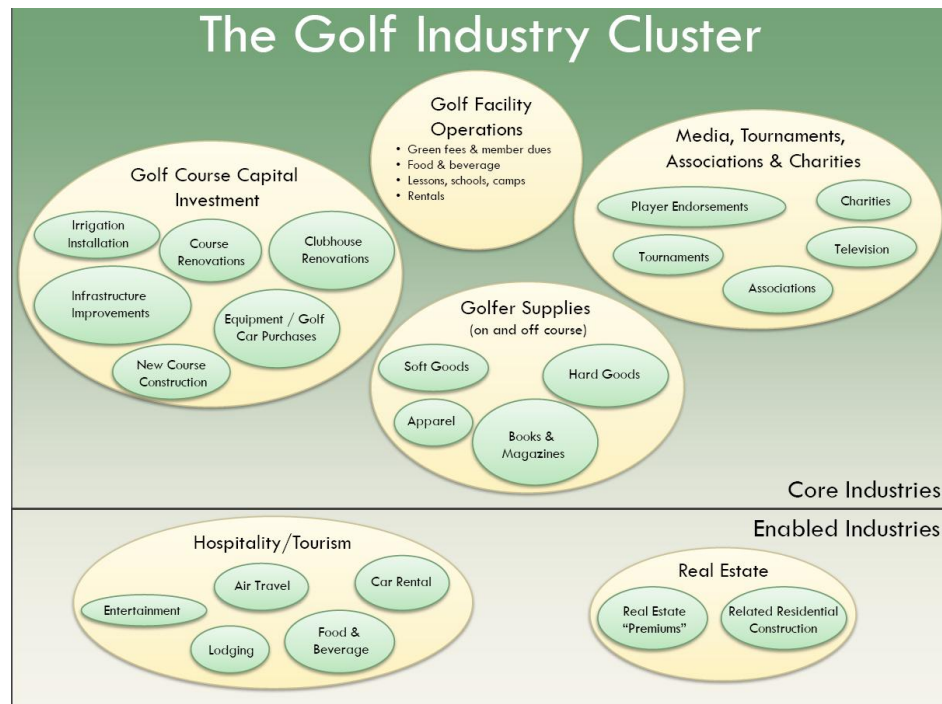 The Golf Industry Cluster
Golf Facility
Operations
• Green fees & member dues
• Food & beverage
• Lessons, schools, camps
• Rentals
Golf Course Capital
Investment
Irrigation
Installation
Course
Renovations
Clubhouse
Renovations
Infrastructure
Improvements
Equipment / Golf
Car Purchases
New Course
Construction
Media, Tournaments,
Associations & Charities
Player Endorsements
Charities
Tournaments
Television
Associations
Golfer Supplies
(on and off course)
Soft Goods
Hard Goods
Apparel
Books &
Magazines
Core Industries
Enabled Industries
Hospitality/Tourism
Entertainment
Air Travel
Car Rental
Lodging
Food &
Beverage
Real Estate
Real Estate
"Premiums"
Related Residential
Construction